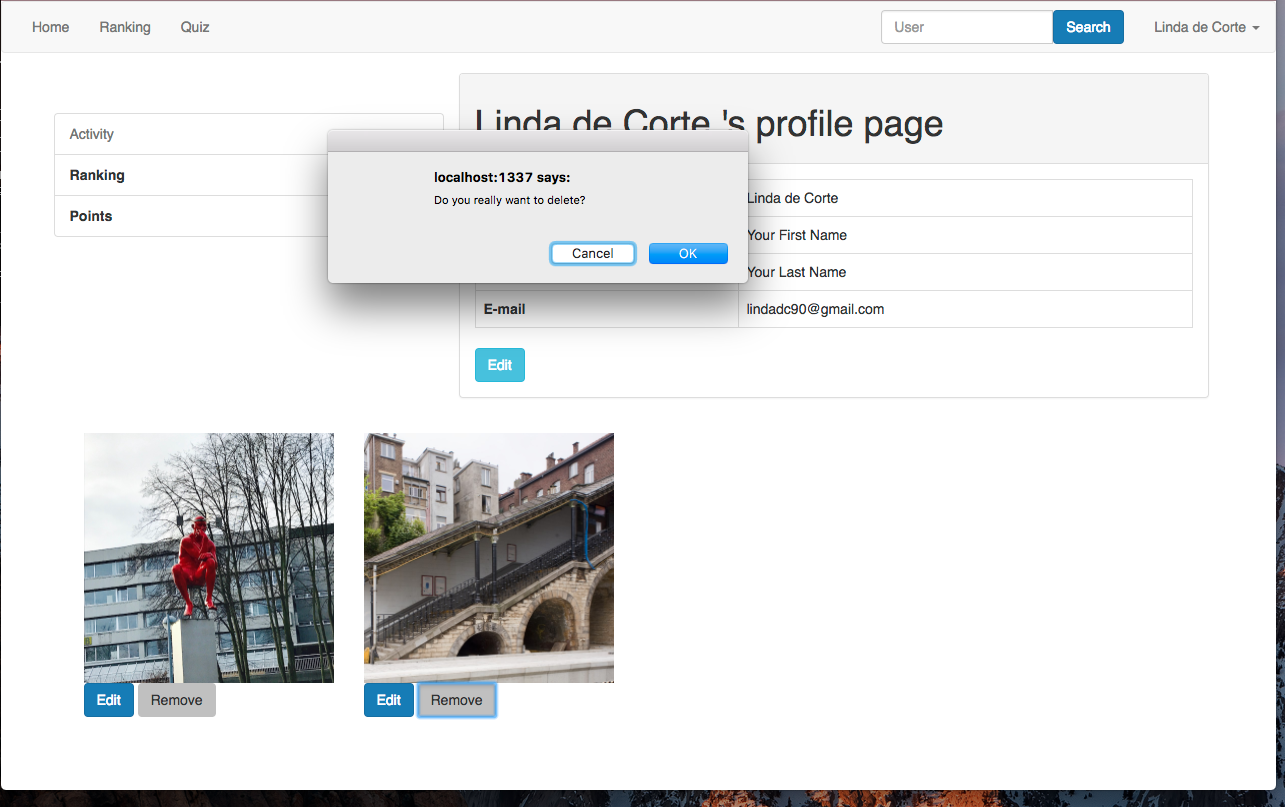 Home Ranking Quiz User Search Linda de Corte
Linda de Corte 's profile page
Activity
Ranking
Points
localhost:1337 says:
Do you really want to delete?
Cancel OK
Linda de Corte
Your First Name
Your Last Name
E-mail lindadc90@gmail.com
Edit
Edit Remove Edit Remove